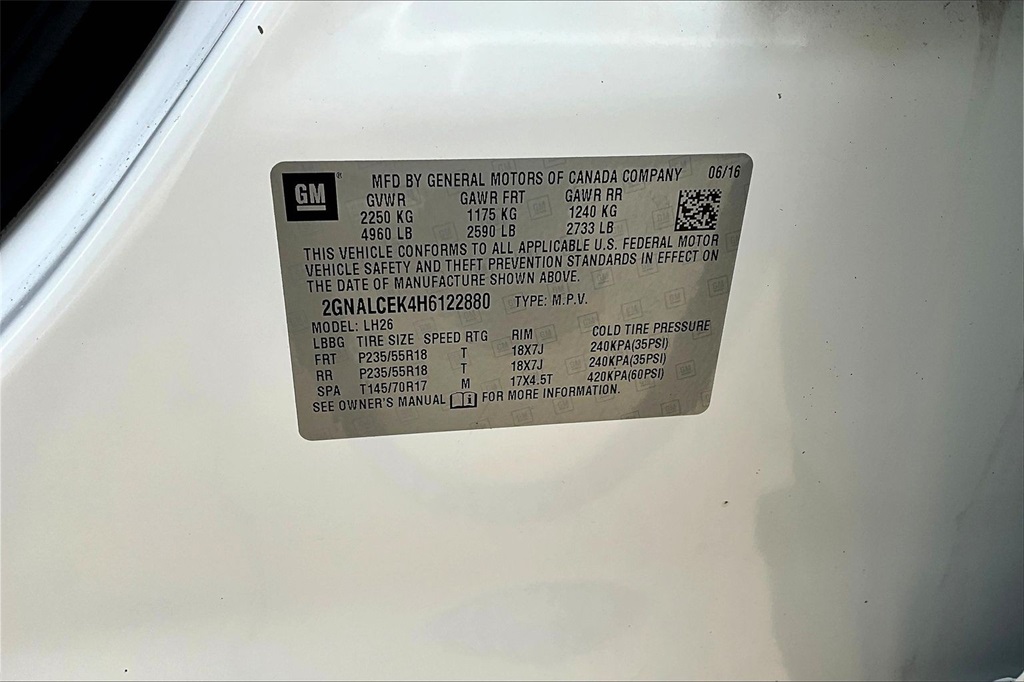 GM ® MFD BY GENERAL MOTORS OF CANADA COMPANY 06/16
GVWR GAWR FRT GAWR RR
2250 KG 1175 KG 1240 KG
4960 LB 2590 LB 2733 LB
THIS VEHICLE CONFORMS TO ALL APPLICABLE U.S. FEDERAL MOTOR
VEHICLE SAFETY AND THEFT PREVENTION STANDARDS IN EFFECT ON
THE DATE OF MANUFACTURE SHOWN ABOVE.
2GNALCEK4H6122880 TYPE: M.P.V.
MODEL: LH26
LBBG TIRE SIZE SPEED RTG RIM COLD TIRE PRESSURE
FRT P235/55R18 T 18X7J 240KPA(35PSI)
RR P235/55R18 T 18X7J 240KPA(35PSI)
SPA T145/70R17 M 17X4.5T 420KPA(60PSI)
SEE OWNER'S MANUAL FOR MORE INFORMATION.